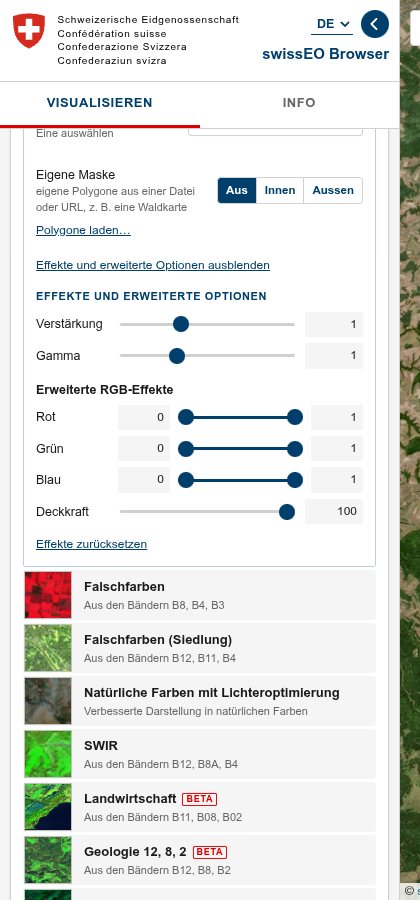 Schweizerische Eidgenossenschaft
Confédération suisse
Confederazione Svizzera
Confederaziun svizra
DE
swissEO Browser
VISUALISIEREN
INFO
Eine auswählen
Eigene Maske
eigene Polygone aus einer Datei
oder URL, z. B. eine Waldkarte
Aus Innen Aussen
Polygone laden…
Effekte und erweiterte Optionen ausblenden
EFFEKTE UND ERWEITERTE OPTIONEN
Verstärkung 1
Gamma 1
Erweiterte RGB-Effekte
Rot 0 1
Grün 0 1
Blau 0 1
Deckkraft 100
Effekte zurücksetzen
Falschfarben
Aus den Bändern B8, B4, B3
Falschfarben (Siedlung)
Aus den Bändern B12, B11, B4
Natürliche Farben mit Lichteroptimierung
Verbesserte Darstellung in natürlichen Farben
SWIR
Aus den Bändern B12, B8A, B4
Landwirtschaft BETA
Aus den Bändern B11, B08, B02
Geologie 12, 8, 2 BETA
Aus den Bändern B12, B8, B2
©